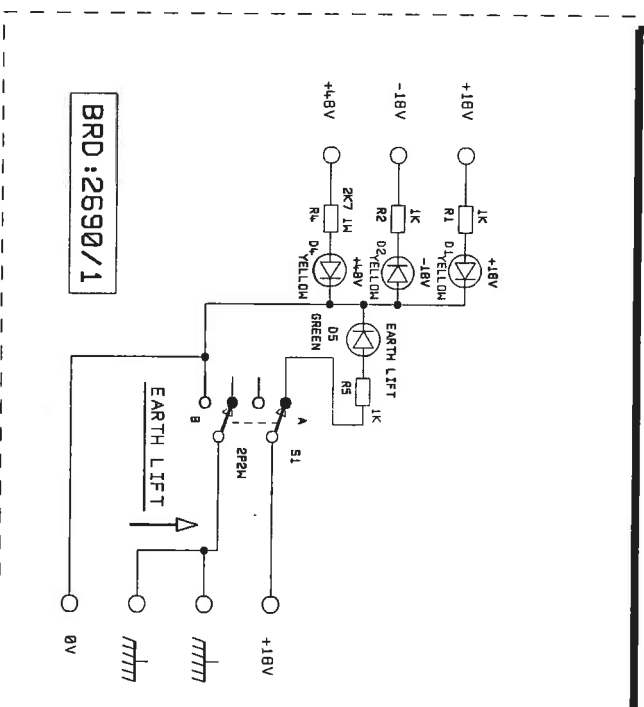 +18V
1K
R1
D1
YELLOW
+18V
-18V
1K
R2
D2
YELLOW
-18V
+48V
2K7 1W
R4
D4
YELLOW
+48V
EARTH LIFT
D5
GREEN
R5
1K
A
S1
B
2P2W
EARTH LIFT
+18V
0V
BRD :2690/1